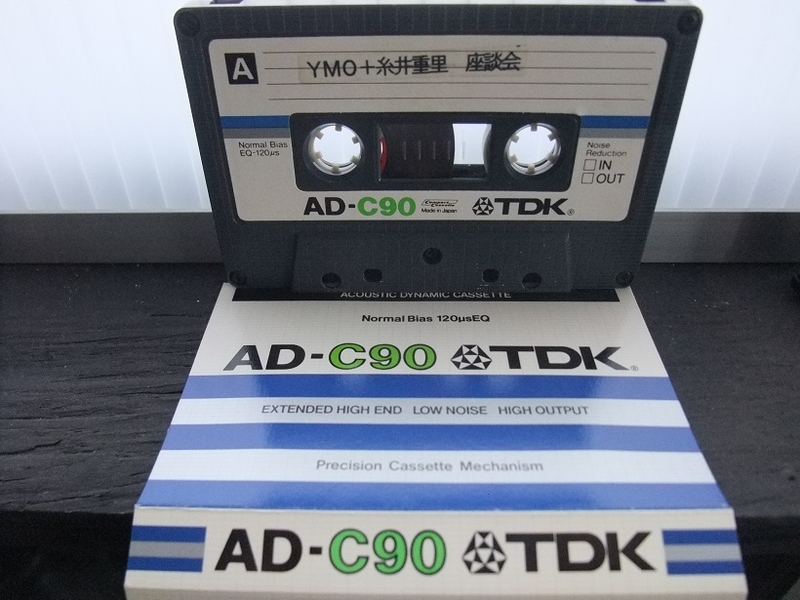 A
YMO+糸井重里 座談会
Normal Bias
EQ-120μs
Noise
Reduction
IN
OUT
AD-C90 Compact Cassette Made in Japan TDK®
ACOUSTIC DYNAMIC CASSETTE
Normal Bias 120μsEQ
AD-C90 TDK®
EXTENDED HIGH END LOW NOISE HIGH OUTPUT
Precision Cassette Mechanism
AD-C90 TDK